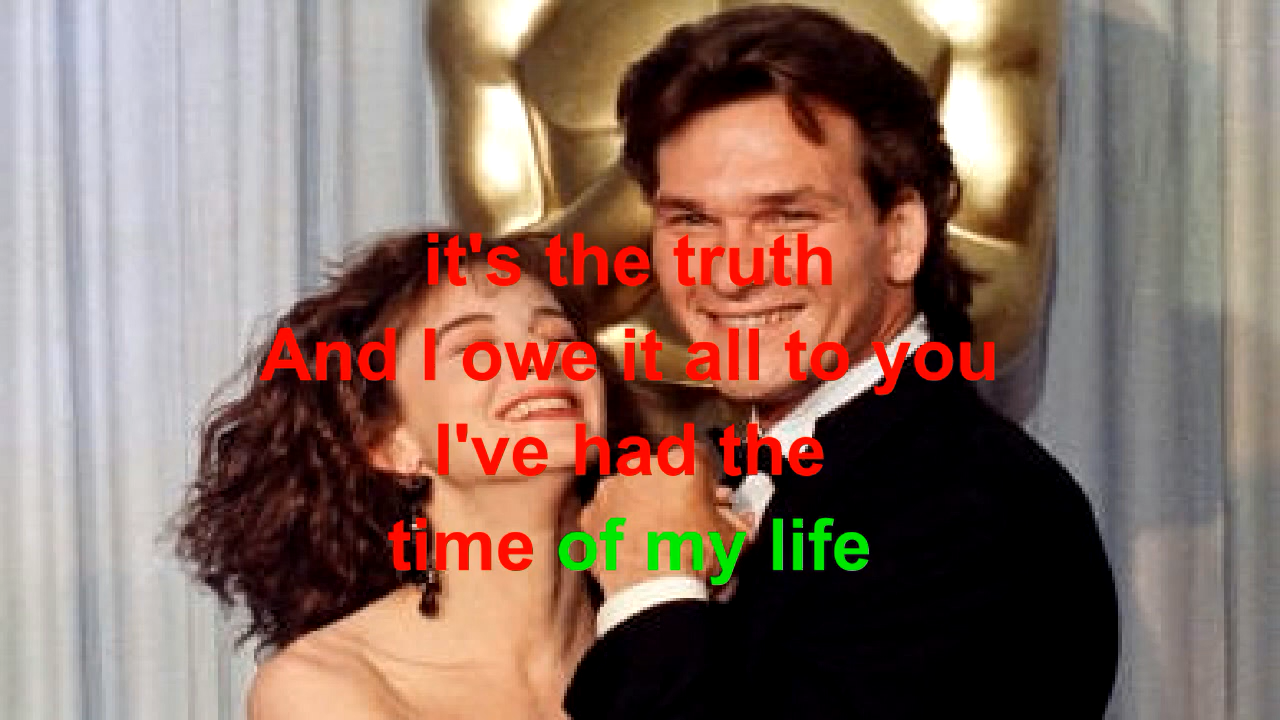 it's the truth
And I owe it all to you
I've had the
time of my life